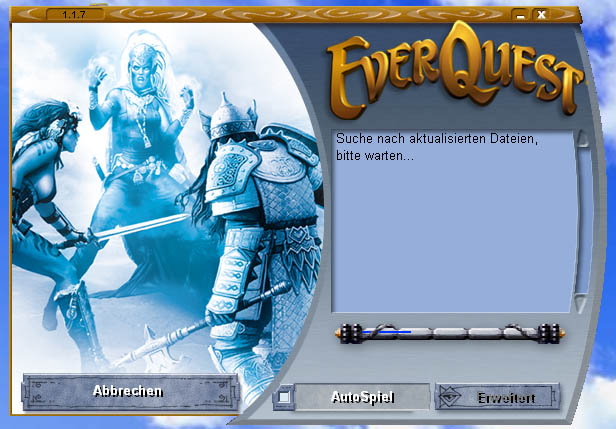 1.1.7
EverQuest
Suche nach aktualisierten Dateien,
bitte warten...
Abbrechen
AutoSpiel
Erweitert